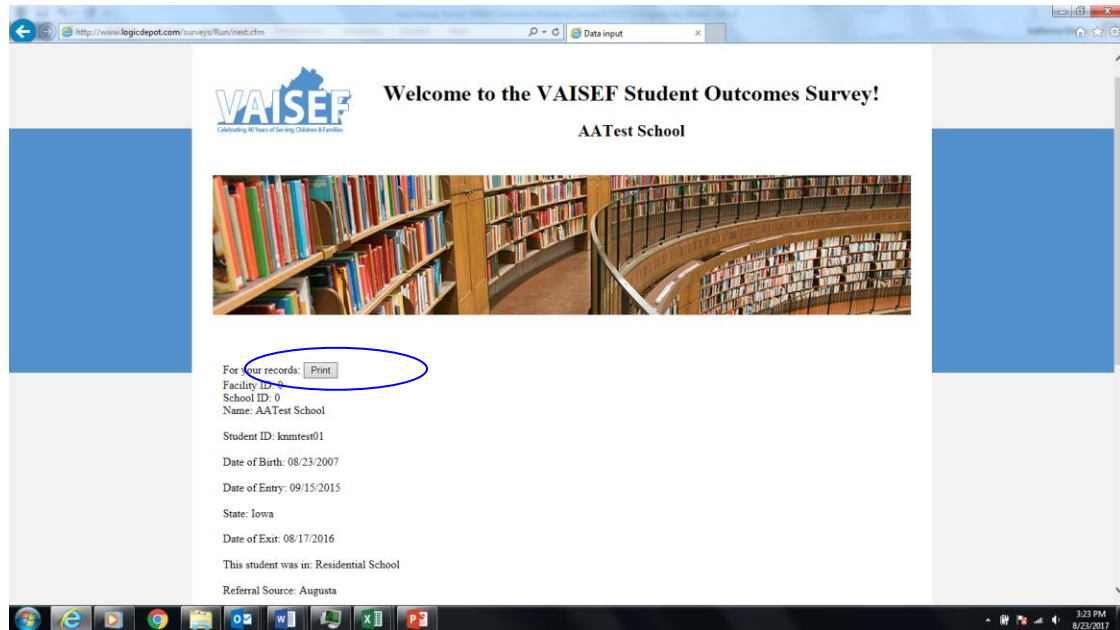 http://www.logicdepot.com/surveys/Run/next.cfm
Data input
VAISEF
Celebrating 40 Years of Serving Children & Families
Welcome to the VAISEF Student Outcomes Survey!
AATest School
For your records: Print
Facility ID: 0
School ID: 0
Name: AATest School
Student ID: knmtest01
Date of Birth: 08/23/2007
Date of Entry: 09/15/2015
State: Iowa
Date of Exit: 08/17/2016
This student was in: Residential School
Referral Source: Augusta
3:23 PM
8/23/2017